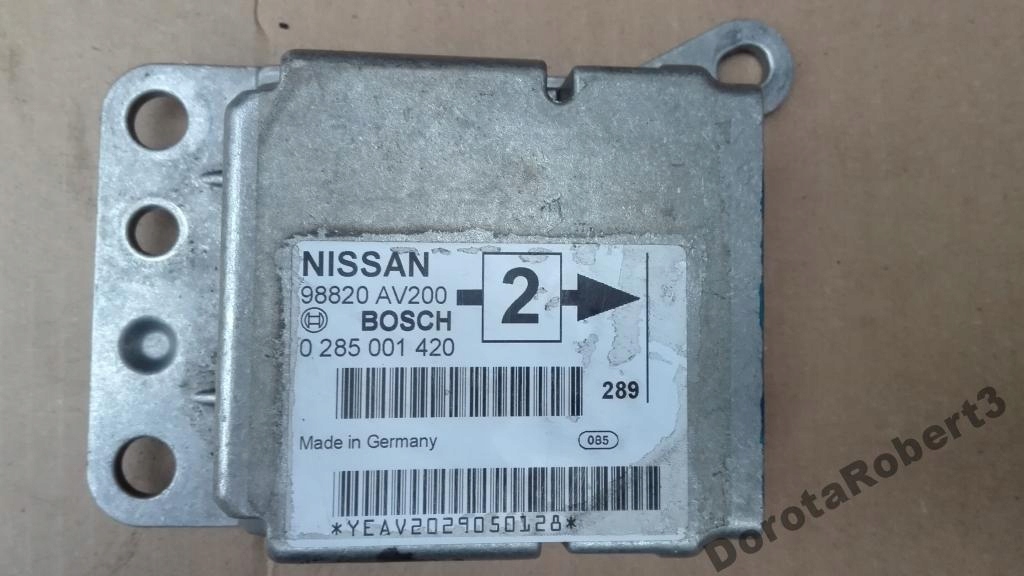 NISSAN
98820 AV200
2
BOSCH
0 285 001 420
289
Made in Germany
085
*YEAV2029050128*
DorotaRobert3